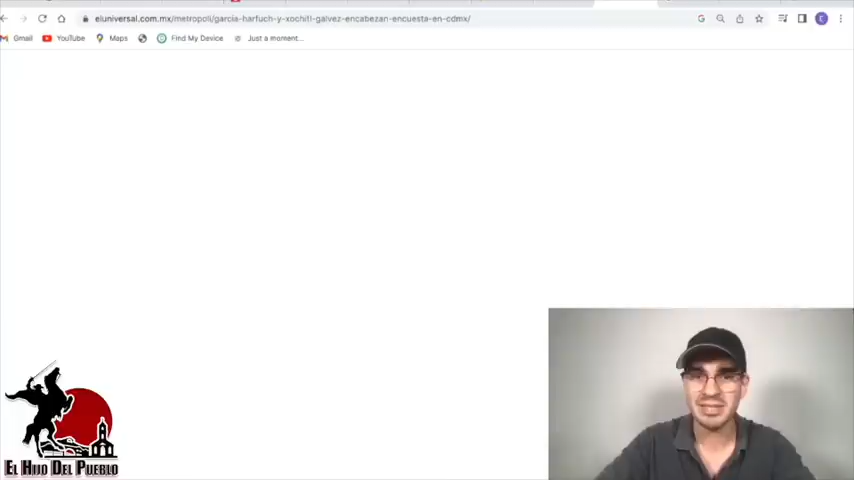 eluniversal.com.mx/metropoli/garcia-harfuch-y-xochitl-galvez-encabezan-encuesta-en-cdmx/
Gmail YouTube Maps Find My Device Just a moment...
EL HIJO DEL PUEBLO